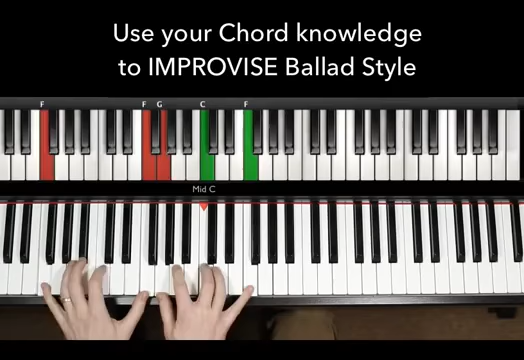 Use your Chord knowledge
to IMPROVISE Ballad Style
F F G C F
Mid C